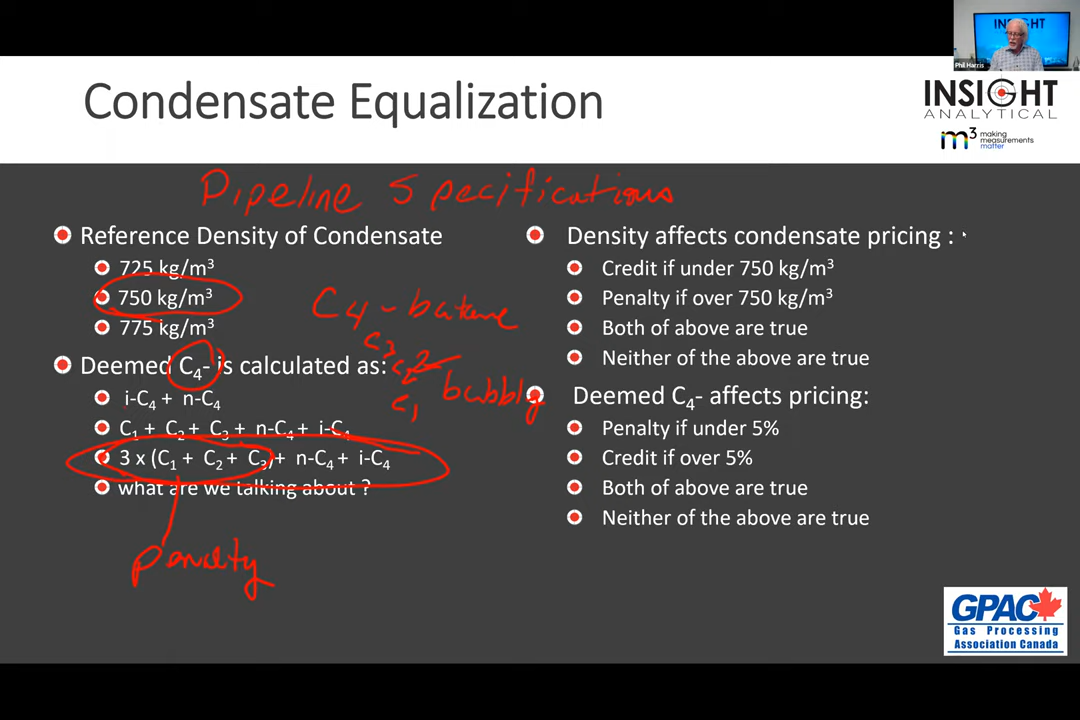 INSIGHT
Phil Harris
Condensate Equalization
INSIGHT
ANALYTICAL
m³ making
measurements
matter
Pipeline Specifications
Reference Density of Condensate
725 kg/m³
750 kg/m³
775 kg/m³
Deemed C₄- is calculated as:
i-C₄ + n-C₄
C₁ + C₂ + C₃ + n-C₄ + i-C₄
3 x (C₁ + C₂ + C₃)+ n-C₄ + i-C₄
what are we talking about ?
C4 - butane
C3
C2
C1
bubbly
penalty
Density affects condensate pricing :
Credit if under 750 kg/m³
Penalty if over 750 kg/m³
Both of above are true
Neither of the above are true
Deemed C₄- affects pricing:
Penalty if under 5%
Credit if over 5%
Both of above are true
Neither of the above are true
GPAC
Gas Processing
Association Canada